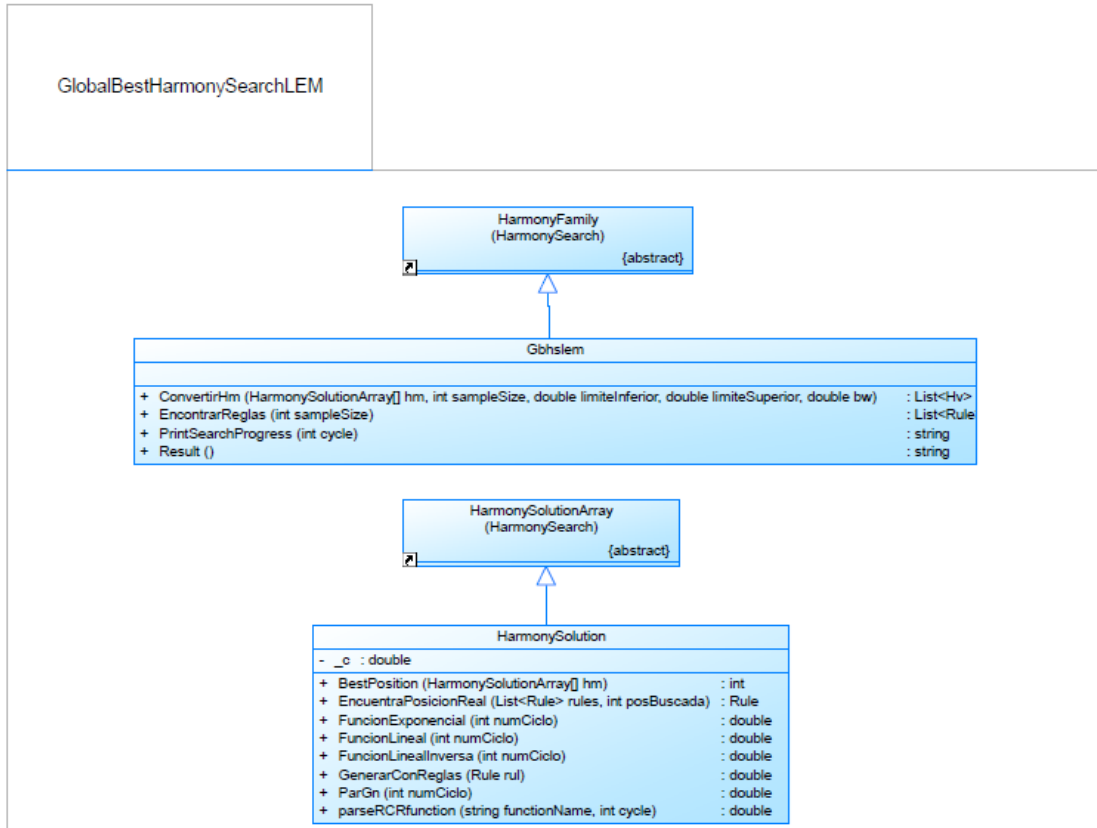 GlobalBestHarmonySearchLEM
HarmonyFamily
(HarmonySearch)
{abstract}
Gbhslem
+ ConvertirHm (HarmonySolutionArray[] hm, int sampleSize, double limiteInferior, double limiteSuperior, double bw) : List<Hv>
+ EncontrarReglas (int sampleSize) : List<Rule
+ PrintSearchProgress (int cycle) : string
+ Result () : string
HarmonySolutionArray
(HarmonySearch)
{abstract}
HarmonySolution
- _c : double
+ BestPosition (HarmonySolutionArray[] hm) : int
+ EncuentraPosicionReal (List<Rule> rules, int posBuscada) : Rule
+ FuncionExponencial (int numCiclo) : double
+ FuncionLineal (int numCiclo) : double
+ FuncionLinealInversa (int numCiclo) : double
+ GenerarConReglas (Rule rul) : double
+ ParGn (int numCiclo) : double
+ parseRCRfunction (string functionName, int cycle) : double